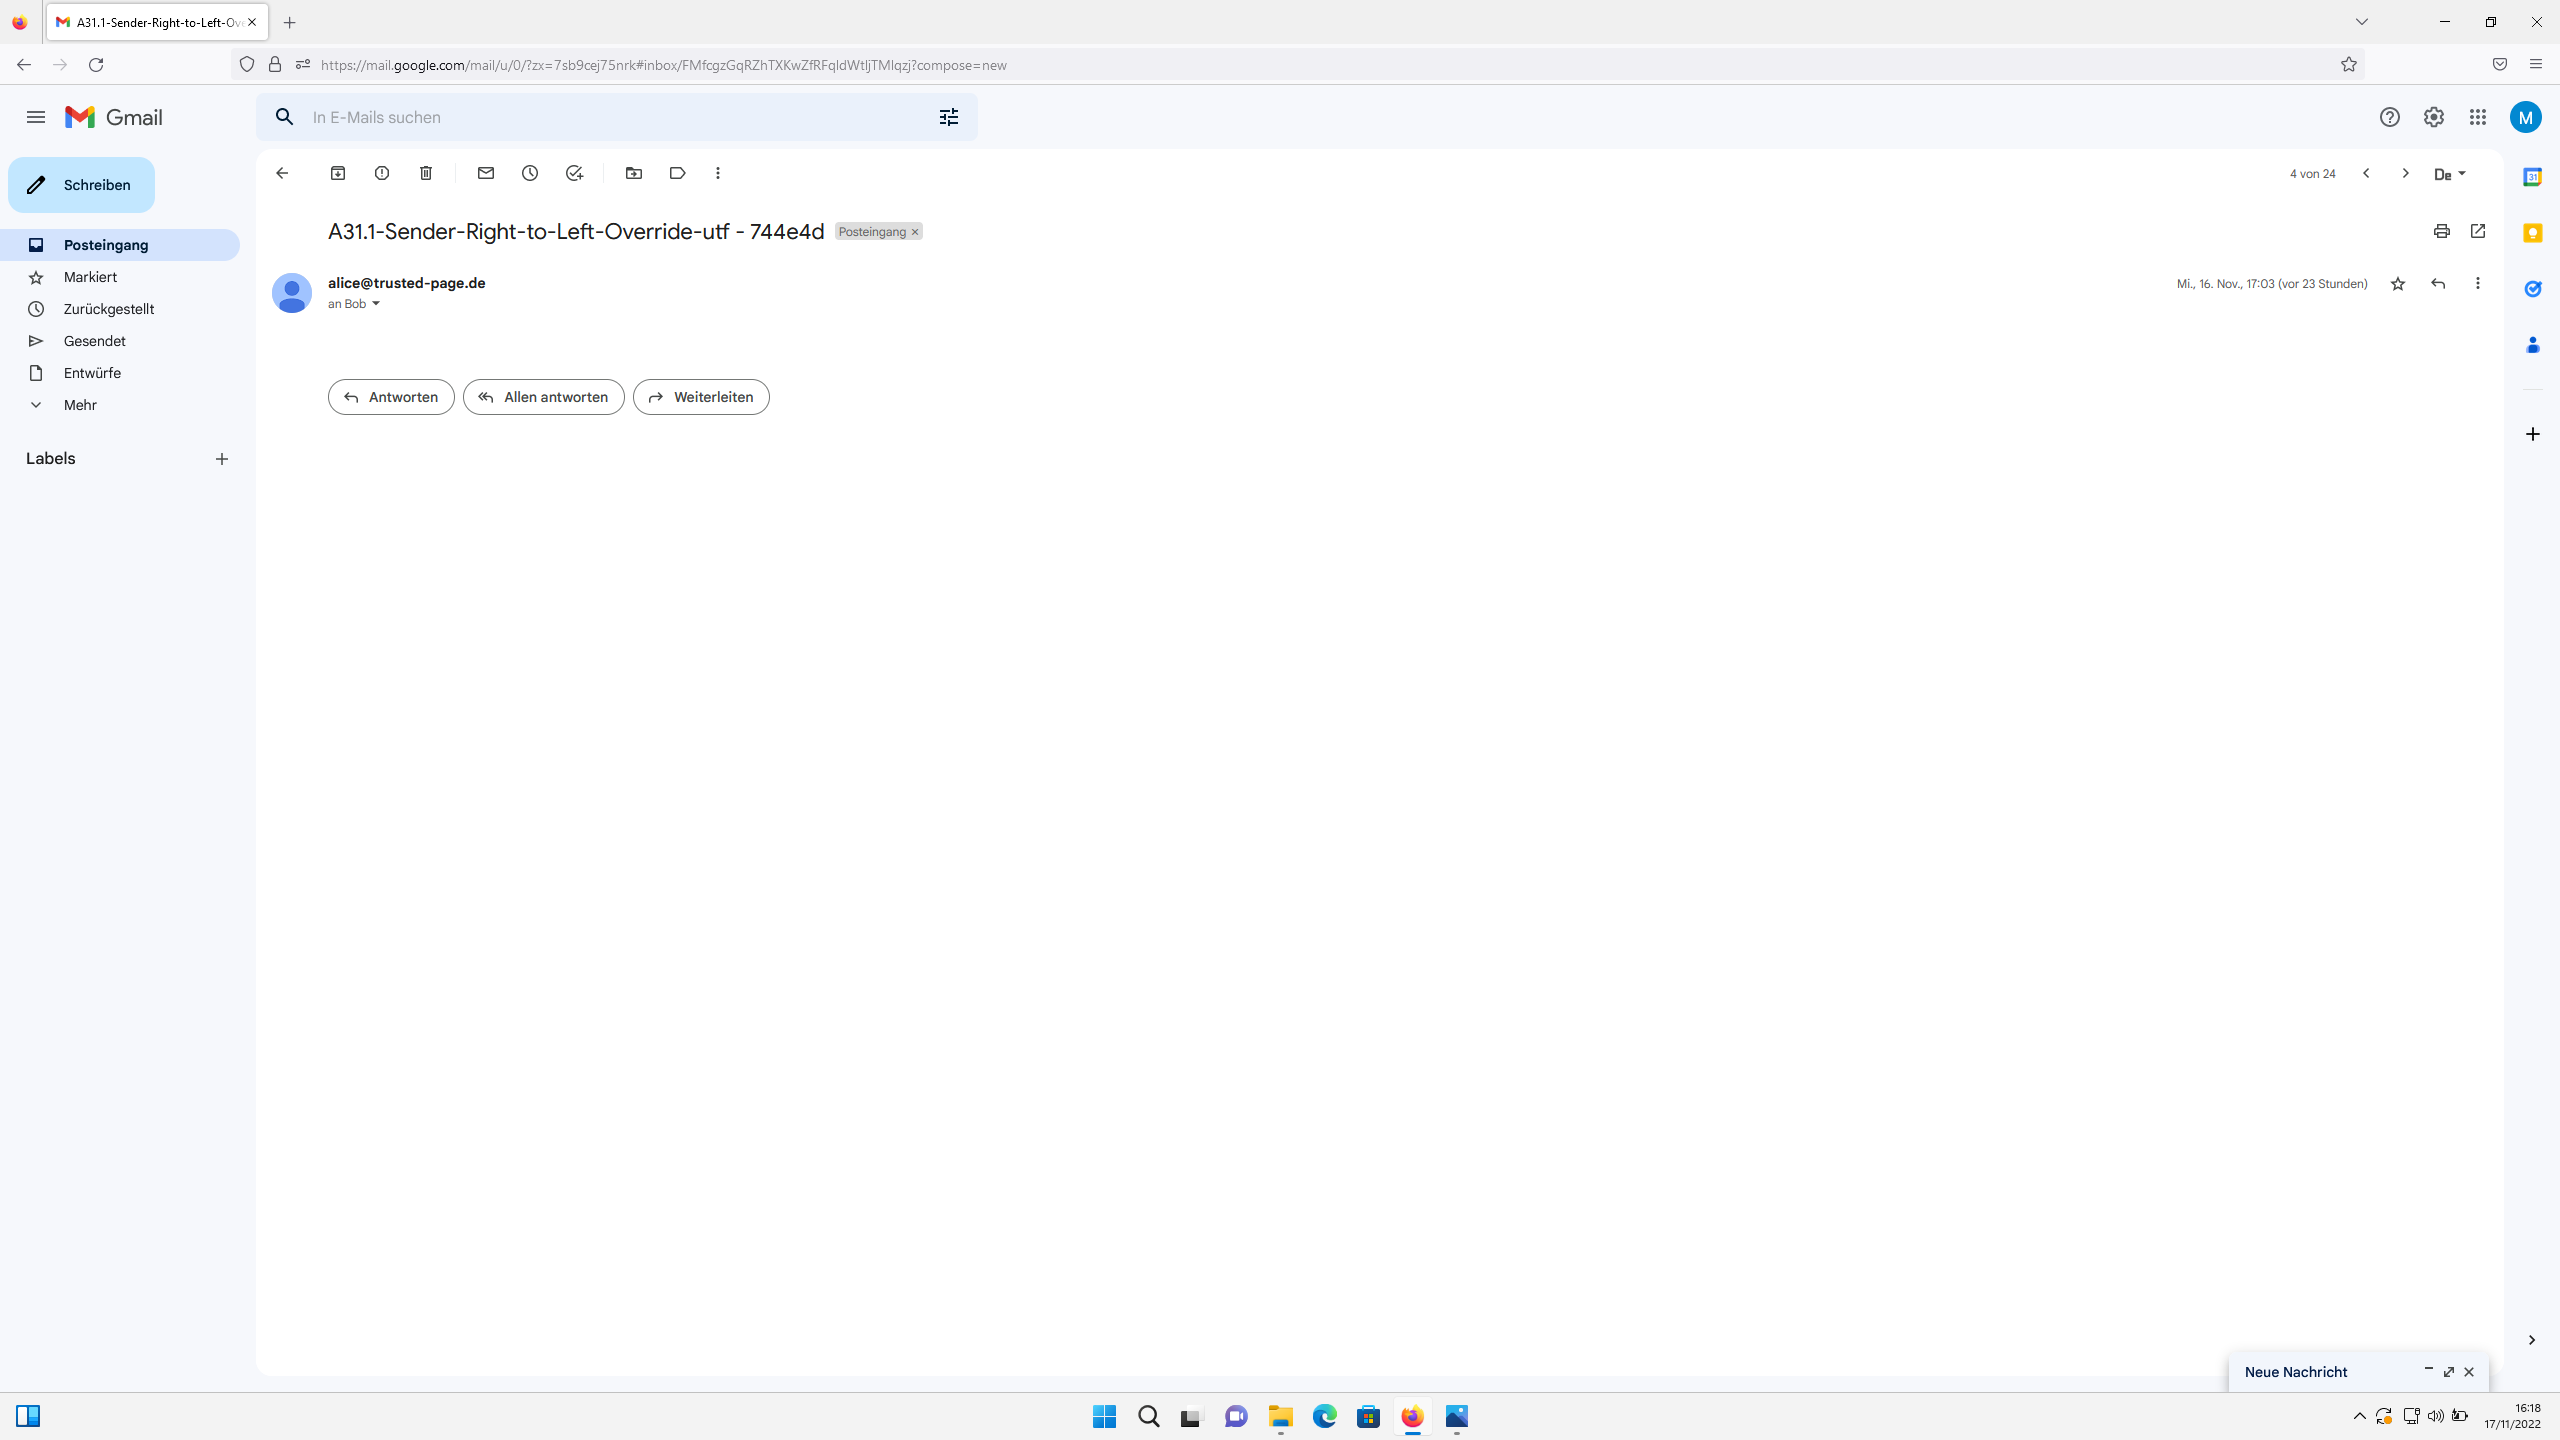 A31.1-Sender-Right-to-Left-Ove
https://mail.google.com/mail/u/0/?zx=7sb9cej75nrk#inbox/FMfcgzGqRZhTXKwZfRFqldWtljTMlqzj?compose=new
Gmail
In E-Mails suchen
M
Schreiben
4 von 24
De
31
A31.1-Sender-Right-to-Left-Override-utf - 744e4d
Posteingang ×
Posteingang
Markiert
Zurückgestellt
Gesendet
Entwürfe
Mehr
Labels
alice@trusted-page.de
Mi., 16. Nov., 17:03 (vor 23 Stunden)
an Bob
Antworten
Allen antworten
Weiterleiten
Neue Nachricht
16:18
17/11/2022